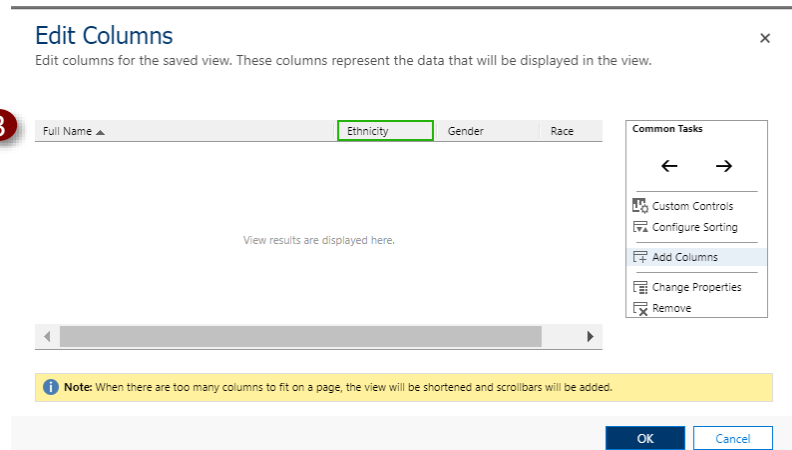 Edit Columns
Edit columns for the saved view. These columns represent the data that will be displayed in the view.
Full Name Ethnicity Gender Race
View results are displayed here.
Common Tasks
Custom Controls
Configure Sorting
Add Columns
Change Properties
Remove
Note: When there are too many columns to fit on a page, the view will be shortened and scrollbars will be added.
OK Cancel